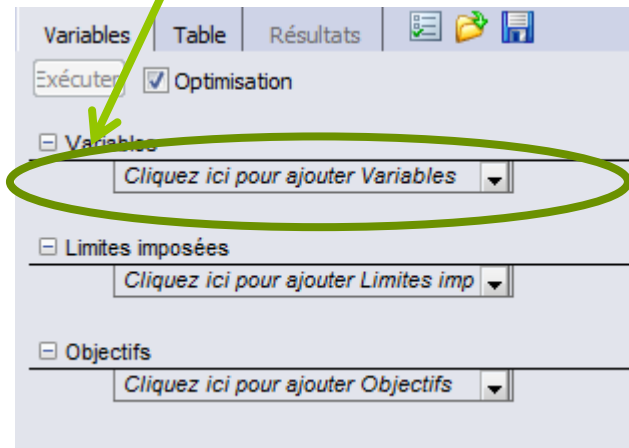 Variables Table Résultats
Exécuter Optimisation
Variables
Cliquez ici pour ajouter Variables
Limites imposées
Cliquez ici pour ajouter Limites imp
Objectifs
Cliquez ici pour ajouter Objectifs